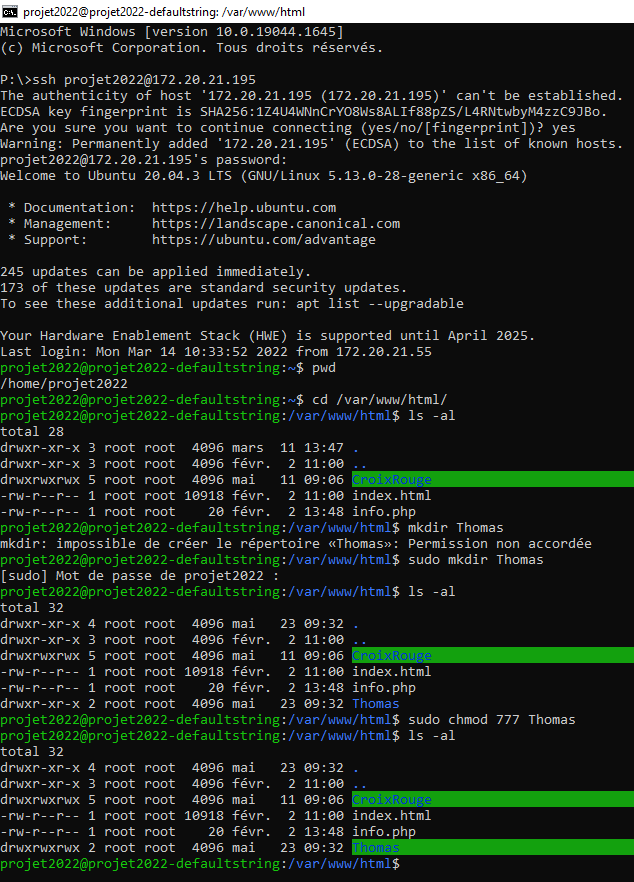 projet2022@projet2022-defaultstring: /var/www/html
Microsoft Windows [version 10.0.19044.1645]
(c) Microsoft Corporation. Tous droits réservés.
P:\>ssh projet2022@172.20.21.195
The authenticity of host '172.20.21.195 (172.20.21.195)' can't be established.
ECDSA key fingerprint is SHA256:1Z4U4WNnCrYO8Ws8ALIf88pZS/L4RNtwbyM4zzC9JBo.
Are you sure you want to continue connecting (yes/no/[fingerprint])? yes
Warning: Permanently added '172.20.21.195' (ECDSA) to the list of known hosts.
projet2022@172.20.21.195's password:
Welcome to Ubuntu 20.04.3 LTS (GNU/Linux 5.13.0-28-generic x86_64)
 * Documentation:  https://help.ubuntu.com
 * Management:     https://landscape.canonical.com
 * Support:        https://ubuntu.com/advantage
245 updates can be applied immediately.
173 of these updates are standard security updates.
To see these additional updates run: apt list --upgradable
Your Hardware Enablement Stack (HWE) is supported until April 2025.
Last login: Mon Mar 14 10:33:52 2022 from 172.20.21.55
projet2022@projet2022-defaultstring:~$ pwd
/home/projet2022
projet2022@projet2022-defaultstring:~$ cd /var/www/html/
projet2022@projet2022-defaultstring:/var/www/html$ ls -al
total 28
drwxr-xr-x 3 root root  4096 mars  11 13:47 .
drwxr-xr-x 3 root root  4096 févr.  2 11:00 ..
drwxrwxrwx 5 root root  4096 mai   11 09:06 CroixRouge
-rw-r--r-- 1 root root 10918 févr.  2 11:00 index.html
-rw-r--r-- 1 root root    20 févr.  2 13:48 info.php
projet2022@projet2022-defaultstring:/var/www/html$ mkdir Thomas
mkdir: impossible de créer le répertoire «Thomas»: Permission non accordée
projet2022@projet2022-defaultstring:/var/www/html$ sudo mkdir Thomas
[sudo] Mot de passe de projet2022 :
projet2022@projet2022-defaultstring:/var/www/html$ ls -al
total 32
drwxr-xr-x 4 root root  4096 mai   23 09:32 .
drwxr-xr-x 3 root root  4096 févr.  2 11:00 ..
drwxrwxrwx 5 root root  4096 mai   11 09:06 CroixRouge
-rw-r--r-- 1 root root 10918 févr.  2 11:00 index.html
-rw-r--r-- 1 root root    20 févr.  2 13:48 info.php
drwxr-xr-x 2 root root  4096 mai   23 09:32 Thomas
projet2022@projet2022-defaultstring:/var/www/html$ sudo chmod 777 Thomas
projet2022@projet2022-defaultstring:/var/www/html$ ls -al
total 32
drwxr-xr-x 4 root root  4096 mai   23 09:32 .
drwxr-xr-x 3 root root  4096 févr.  2 11:00 ..
drwxrwxrwx 5 root root  4096 mai   11 09:06 CroixRouge
-rw-r--r-- 1 root root 10918 févr.  2 11:00 index.html
-rw-r--r-- 1 root root    20 févr.  2 13:48 info.php
drwxrwxrwx 2 root root  4096 mai   23 09:32 Thomas
projet2022@projet2022-defaultstring:/var/www/html$